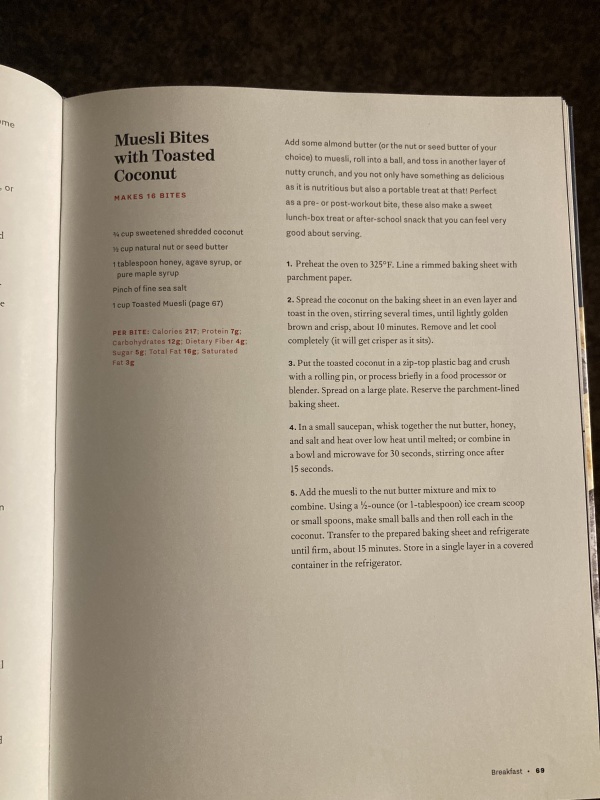 ome
, or
d
e
n
]
d
Muesli Bites
with Toasted
Coconut
MAKES 16 BITES
¾ cup sweetened shredded coconut
½ cup natural nut or seed butter
1 tablespoon honey, agave syrup, or
pure maple syrup
Pinch of fine sea salt
1 cup Toasted Muesli (page 67)
PER BITE: Calories 217; Protein 7g;
Carbohydrates 12g; Dietary Fiber 4g;
Sugar 5g; Total Fat 16g; Saturated
Fat 3g
Add some almond butter (or the nut or seed butter of your
choice) to muesli, roll into a ball, and toss in another layer of
nutty crunch, and you not only have something as delicious
as it is nutritious but also a portable treat at that! Perfect
as a pre- or post-workout bite, these also make a sweet
lunch-box treat or after-school snack that you can feel very
good about serving.
1. Preheat the oven to 325°F. Line a rimmed baking sheet with
parchment paper.
2. Spread the coconut on the baking sheet in an even layer and
toast in the oven, stirring several times, until lightly golden
brown and crisp, about 10 minutes. Remove and let cool
completely (it will get crisper as it sits).
3. Put the toasted coconut in a zip-top plastic bag and crush
with a rolling pin, or process briefly in a food processor or
blender. Spread on a large plate. Reserve the parchment-lined
baking sheet.
4. In a small saucepan, whisk together the nut butter, honey,
and salt and heat over low heat until melted; or combine in
a bowl and microwave for 30 seconds, stirring once after
15 seconds.
5. Add the muesli to the nut butter mixture and mix to
combine. Using a ½-ounce (or 1-tablespoon) ice cream scoop
or small spoons, make small balls and then roll each in the
coconut. Transfer to the prepared baking sheet and refrigerate
until firm, about 15 minutes. Store in a single layer in a covered
container in the refrigerator.
Breakfast • 69